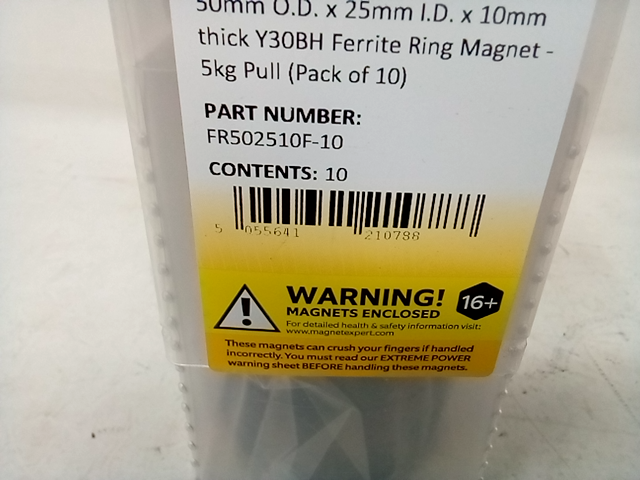 50mm O.D. x 25mm I.D. x 10mm
thick Y30BH Ferrite Ring Magnet -
5kg Pull (Pack of 10)
PART NUMBER:
FR502510F-10
CONTENTS: 10
5 055641 210788
WARNING!
MAGNETS ENCLOSED
16+
For detailed health & safety information visit:
www.magnetexpert.com
These magnets can crush your fingers if handled
incorrectly. You must read our EXTREME POWER
warning sheet BEFORE handling these magnets.